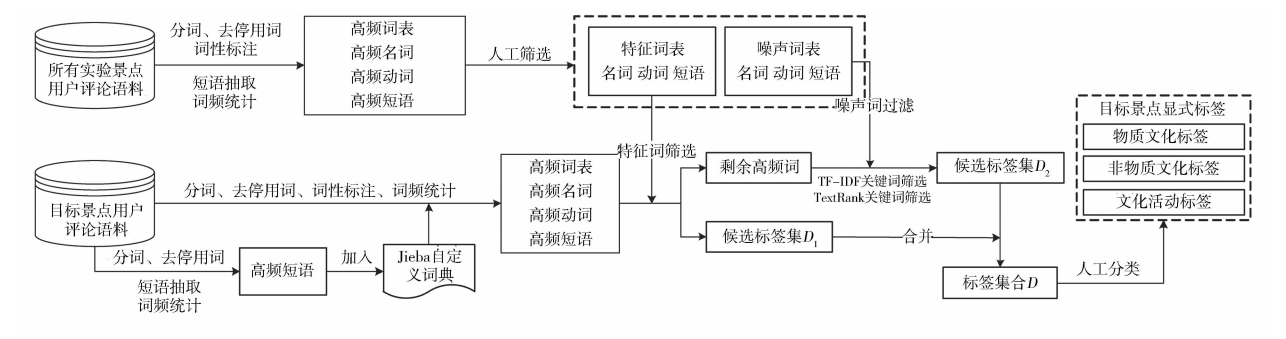 所有实验景点
用户评论语料
分词、去停用词
词性标注
短语抽取
词频统计
高频词表
高频名词
高频动词
高频短语
人工筛选
特征词表
名词 动词 短语
噪声词表
名词 动词 短语
噪声词过滤
特征词筛选
目标景点用户
评论语料
分词、去停用词、词性标注、词频统计
分词、去停用词
短语抽取
词频统计
高频短语
加入
Jieba自定
义词典
高频词表
高频名词
高频动词
高频短语
剩余高频词
TF-IDF关键词筛选
TextRank关键词筛选
候选标签集D2
候选标签集D1
合并
标签集合D
人工分类
目标景点显式标签
物质文化标签
非物质文化标签
文化活动标签